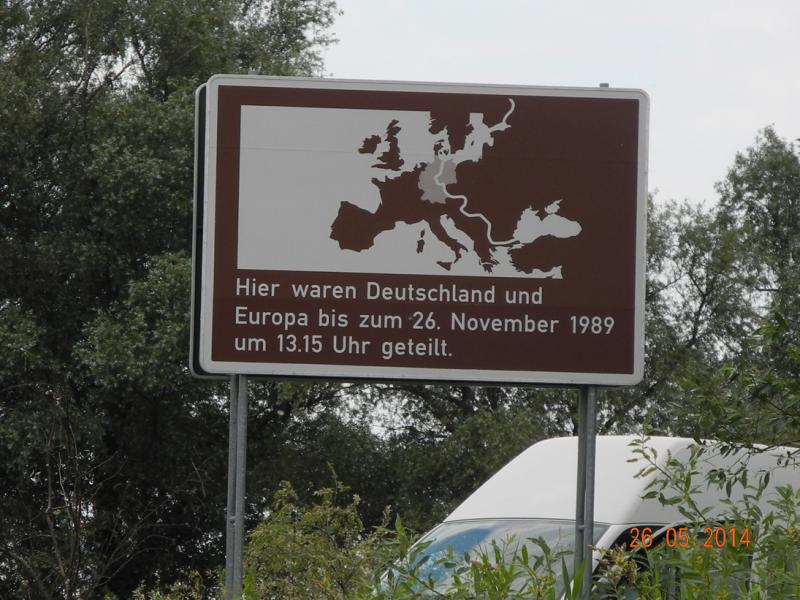 Hier waren Deutschland und
Europa bis zum 26. November 1989
um 13.15 Uhr geteilt.
26 05 2014